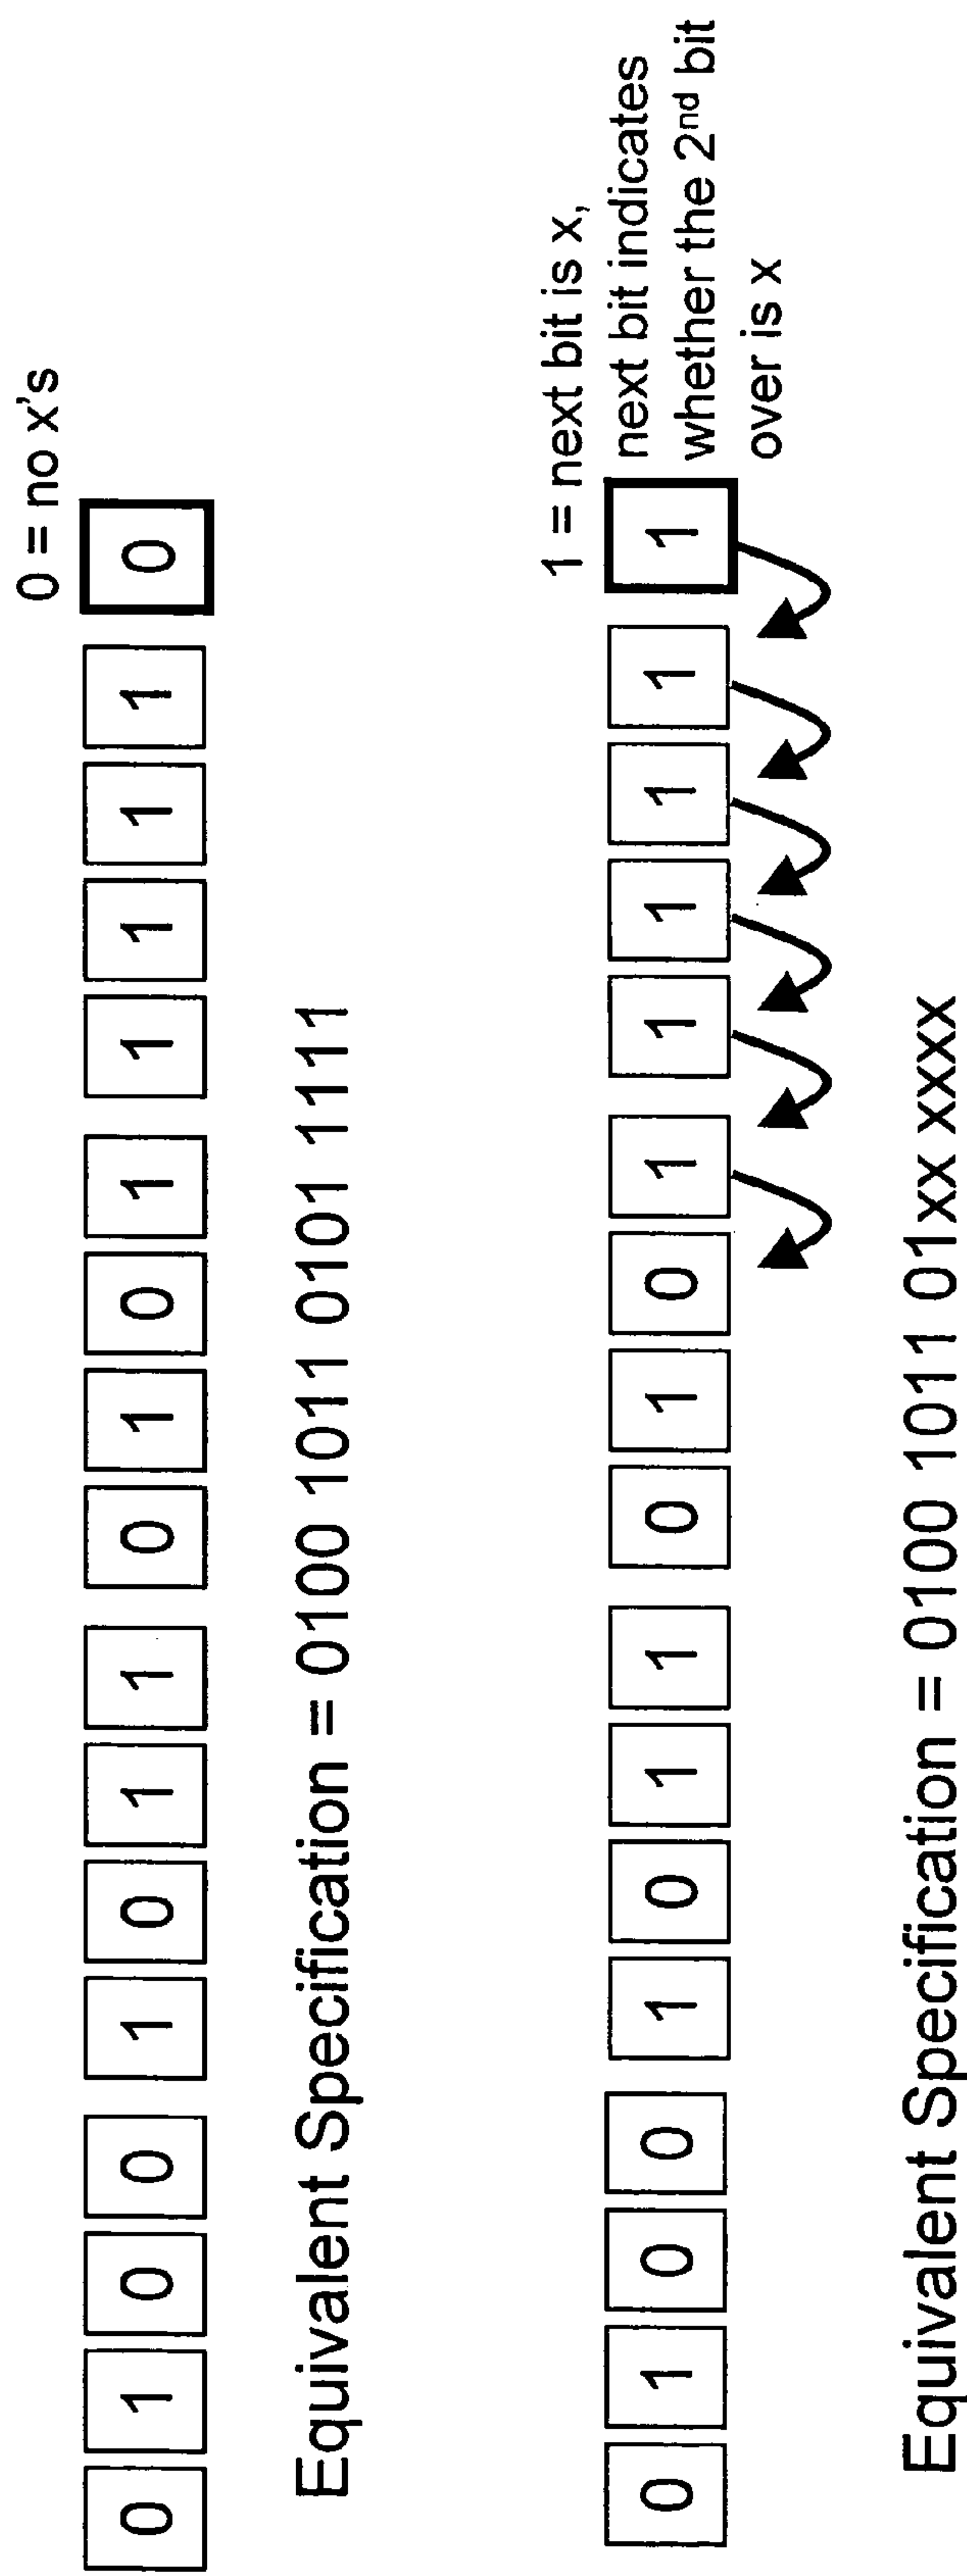 0 = no x's
0 1 0 0 1 0 1 1 0 1 0 1 1 1 1 1 0
Equivalent Specification = 0100 1011 0101 1111
1 = next bit is x,
next bit indicates
whether the 2nd bit
over is x
0 1 0 0 1 0 1 1 0 1 0 1 1 1 1 1 1
Equivalent Specification = 0100 1011 01xx xxxx